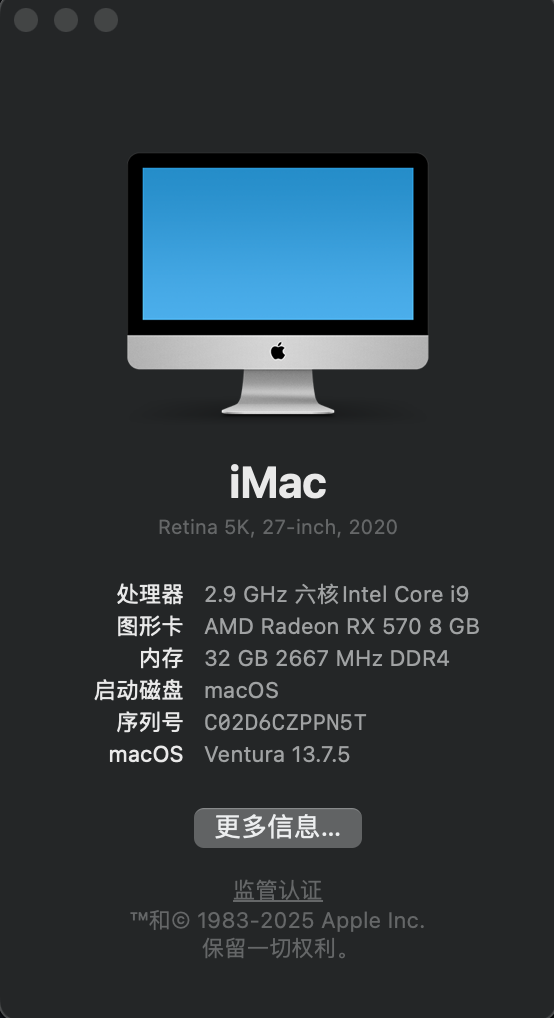 iMac
Retina 5K, 27-inch, 2020
处理器 2.9 GHz 六核Intel Core i9
图形卡 AMD Radeon RX 570 8 GB
内存 32 GB 2667 MHz DDR4
启动磁盘 macOS
序列号 C02D6CZPPN5T
macOS Ventura 13.7.5
更多信息...
监管认证
™和© 1983-2025 Apple Inc.
保留一切权利。